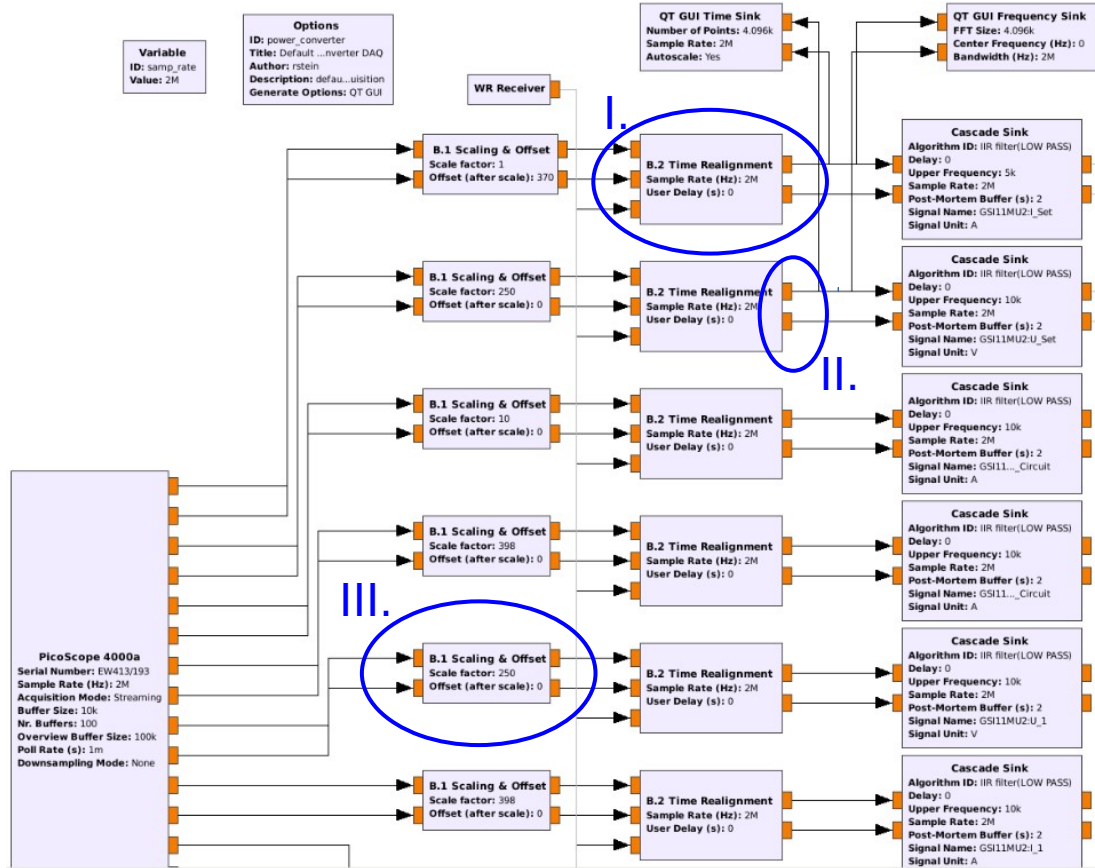 Variable
ID: samp_rate
Value: 2M
Options
ID: power_converter
Title: Default ...nverter DAQ
Author: rstein
Description: defau...uisition
Generate Options: QT GUI
QT GUI Time Sink
Number of Points: 4.096k
Sample Rate: 2M
Autoscale: Yes
QT GUI Frequency Sink
FFT Size: 4.096k
Center Frequency (Hz): 0
Bandwidth (Hz): 2M
WR Receiver
I.
B.1 Scaling & Offset
Scale factor: 1
Offset (after scale): 370
B.2 Time Realignment
Sample Rate (Hz): 2M
User Delay (s): 0
Cascade Sink
Algorithm ID: IIR filter(LOW PASS)
Delay: 0
Upper Frequency: 5k
Sample Rate: 2M
Post-Mortem Buffer (s): 2
Signal Name: GSI11MU2:I_Set
Signal Unit: A
B.1 Scaling & Offset
Scale factor: 250
Offset (after scale): 0
B.2 Time Realignment
Sample Rate (Hz): 2M
User Delay (s): 0
II.
Cascade Sink
Algorithm ID: IIR filter(LOW PASS)
Delay: 0
Upper Frequency: 10k
Sample Rate: 2M
Post-Mortem Buffer (s): 2
Signal Name: GSI11MU2:U_Set
Signal Unit: V
B.1 Scaling & Offset
Scale factor: 10
Offset (after scale): 0
B.2 Time Realignment
Sample Rate (Hz): 2M
User Delay (s): 0
Cascade Sink
Algorithm ID: IIR filter(LOW PASS)
Delay: 0
Upper Frequency: 10k
Sample Rate: 2M
Post-Mortem Buffer (s): 2
Signal Name: GSI11..._Circuit
Signal Unit: A
B.1 Scaling & Offset
Scale factor: 398
Offset (after scale): 0
B.2 Time Realignment
Sample Rate (Hz): 2M
User Delay (s): 0
Cascade Sink
Algorithm ID: IIR filter(LOW PASS)
Delay: 0
Upper Frequency: 10k
Sample Rate: 2M
Post-Mortem Buffer (s): 2
Signal Name: GSI11..._Circuit
Signal Unit: A
III.
PicoScope 4000a
Serial Number: EW413/193
Sample Rate (Hz): 2M
Acquisition Mode: Streaming
Buffer Size: 10k
Nr. Buffers: 100
Overview Buffer Size: 100k
Poll Rate (s): 1m
Downsampling Mode: None
B.1 Scaling & Offset
Scale factor: 250
Offset (after scale): 0
B.2 Time Realignment
Sample Rate (Hz): 2M
User Delay (s): 0
Cascade Sink
Algorithm ID: IIR filter(LOW PASS)
Delay: 0
Upper Frequency: 10k
Sample Rate: 2M
Post-Mortem Buffer (s): 2
Signal Name: GSI11MU2:U_1
Signal Unit: V
B.1 Scaling & Offset
Scale factor: 398
Offset (after scale): 0
B.2 Time Realignment
Sample Rate (Hz): 2M
User Delay (s): 0
Cascade Sink
Algorithm ID: IIR filter(LOW PASS)
Delay: 0
Upper Frequency: 10k
Sample Rate: 2M
Post-Mortem Buffer (s): 2
Signal Name: GSI11MU2:I_1
Signal Unit: A